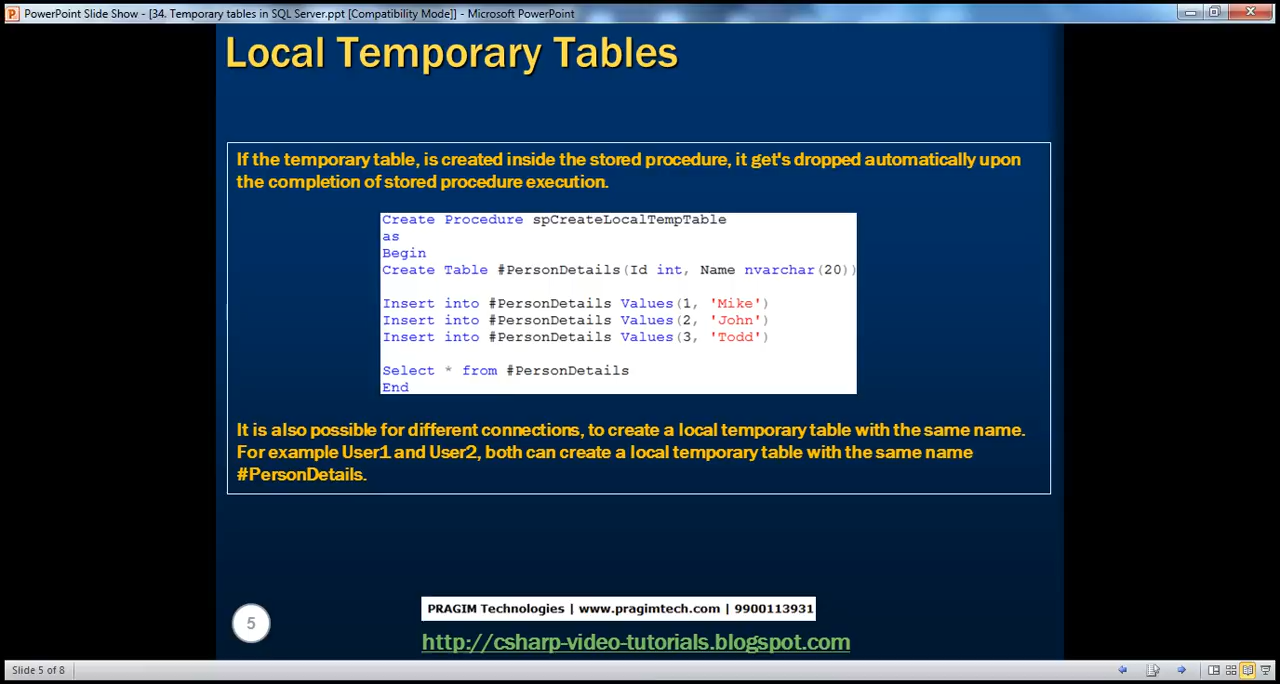 PowerPoint Slide Show - [34. Temporary tables in SQL Server.ppt [Compatibility Mode]] - Microsoft PowerPoint
Local Temporary Tables
If the temporary table, is created inside the stored procedure, it get's dropped automatically upon
the completion of stored procedure execution.
Create Procedure spCreateLocalTempTable
as
Begin
Create Table #PersonDetails(Id int, Name nvarchar(20))
Insert into #PersonDetails Values(1, 'Mike')
Insert into #PersonDetails Values(2, 'John')
Insert into #PersonDetails Values(3, 'Todd')
Select * from #PersonDetails
End
It is also possible for different connections, to create a local temporary table with the same name.
For example User1 and User2, both can create a local temporary table with the same name
#PersonDetails.
PRAGIM Technologies | www.pragimtech.com | 9900113931
5
http://csharp-video-tutorials.blogspot.com
Slide 5 of 8